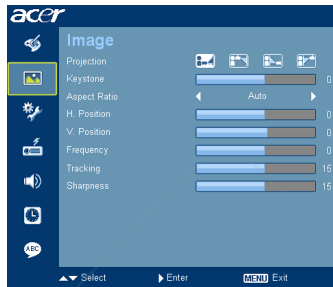 acer
Image
Projection
Keystone 0
Aspect Ratio Auto
H. Position 0
V. Position 0
Frequency 0
Tracking 15
Sharpness 15
ABC
Select Enter MENU Exit